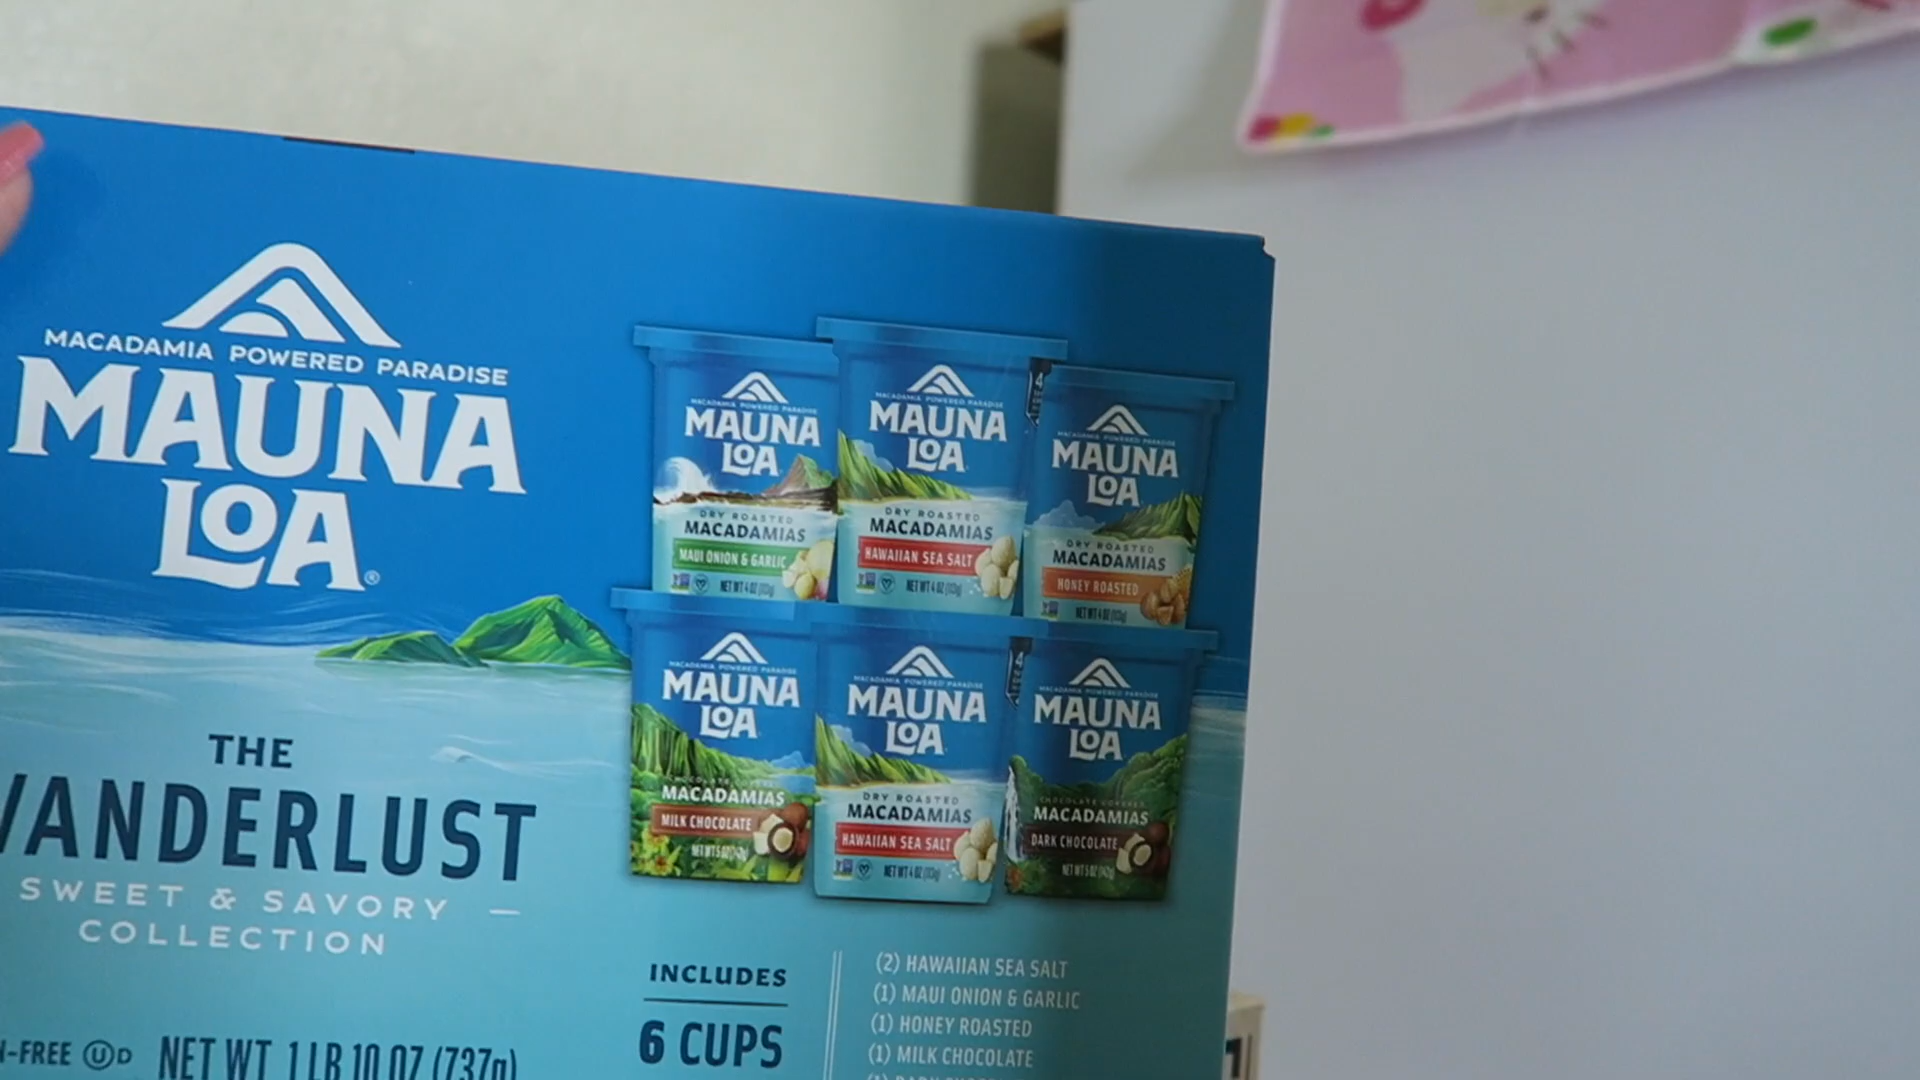 MACADAMIA POWERED PARADISE
MAUNA
LOA®
THE
WANDERLUST
SWEET & SAVORY
COLLECTION
-FREE UD NET WT 1 LB 10 OZ (737g)
MAUNA
LOA
DRY ROASTED
MACADAMIAS
MAUI ONION & GARLIC
NET WT 4 OZ (113g)
MACADAMIA POWERED PARADISE
MAUNA
LOA
DRY ROASTED
MACADAMIAS
HAWAIIAN SEA SALT
NET WT 4 OZ (113g)
MACADAMIA POWERED PARADISE
MAUNA
LOA
DRY ROASTED
MACADAMIAS
HONEY ROASTED
NET WT 4 OZ (113g)
MACADAMIA POWERED PARADISE
MAUNA
LOA
MACADAMIAS
MILK CHOCOLATE
NET WT 5 OZ (142g)
MACADAMIA POWERED PARADISE
MAUNA
LOA
DRY ROASTED
MACADAMIAS
HAWAIIAN SEA SALT
NET WT 4 OZ (113g)
MACADAMIA POWERED PARADISE
MAUNA
LOA
CHOCOLATE COVERED
MACADAMIAS
DARK CHOCOLATE
NET WT 5 OZ (142g)
INCLUDES
6 CUPS
(2) HAWAIIAN SEA SALT
(1) MAUI ONION & GARLIC
(1) HONEY ROASTED
(1) MILK CHOCOLATE